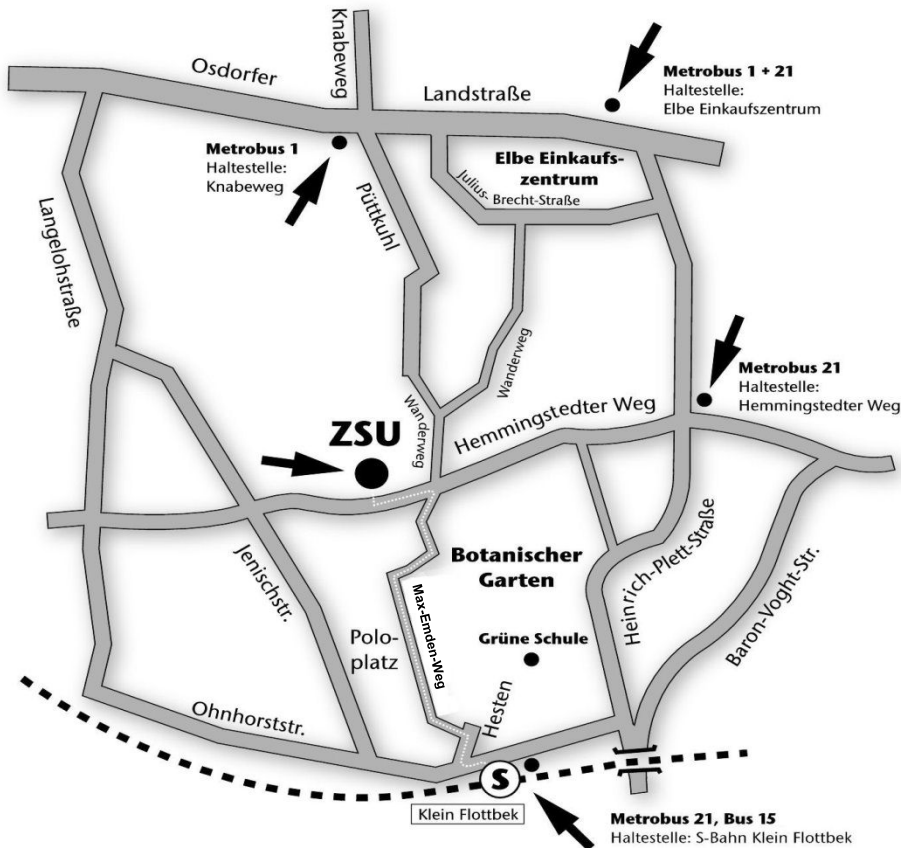 Knabeweg
Osdorfer
Landstraße
Metrobus 1 + 21
Haltestelle:
Elbe Einkaufszentrum
Metrobus 1
Haltestelle:
Knabeweg
Elbe Einkaufs-
zentrum
Julius-
Brecht-Straße
Püttkuhl
Langelohstraße
Wanderweg
Metrobus 21
Haltestelle:
Hemmingstedter Weg
Wanderweg
ZSU
Hemmingstedter Weg
Jenischstr.
Botanischer
Garten
Heinrich-Plett-Straße
Baron-Voght-Str.
Max-Emden-Weg
Polo-
platz
Grüne Schule
Hesten
Ohnhorststr.
S
Klein Flottbek
Metrobus 21, Bus 15
Haltestelle: S-Bahn Klein Flottbek